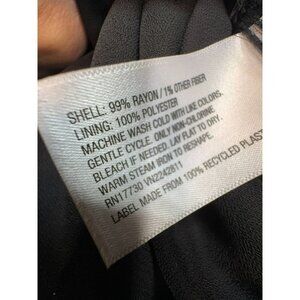 SHELL: 99% RAYON / 1% OTHER FIBER
LINING: 100% POLYESTER
MACHINE WASH COLD WITH LIKE COLORS.
GENTLE CYCLE. ONLY NON-CHLORINE
BLEACH IF NEEDED. LAY FLAT TO DRY.
WARM STEAM IRON TO RESHAPE.
RN17730 VN2242811
LABEL MADE FROM 100% RECYCLED PLAST